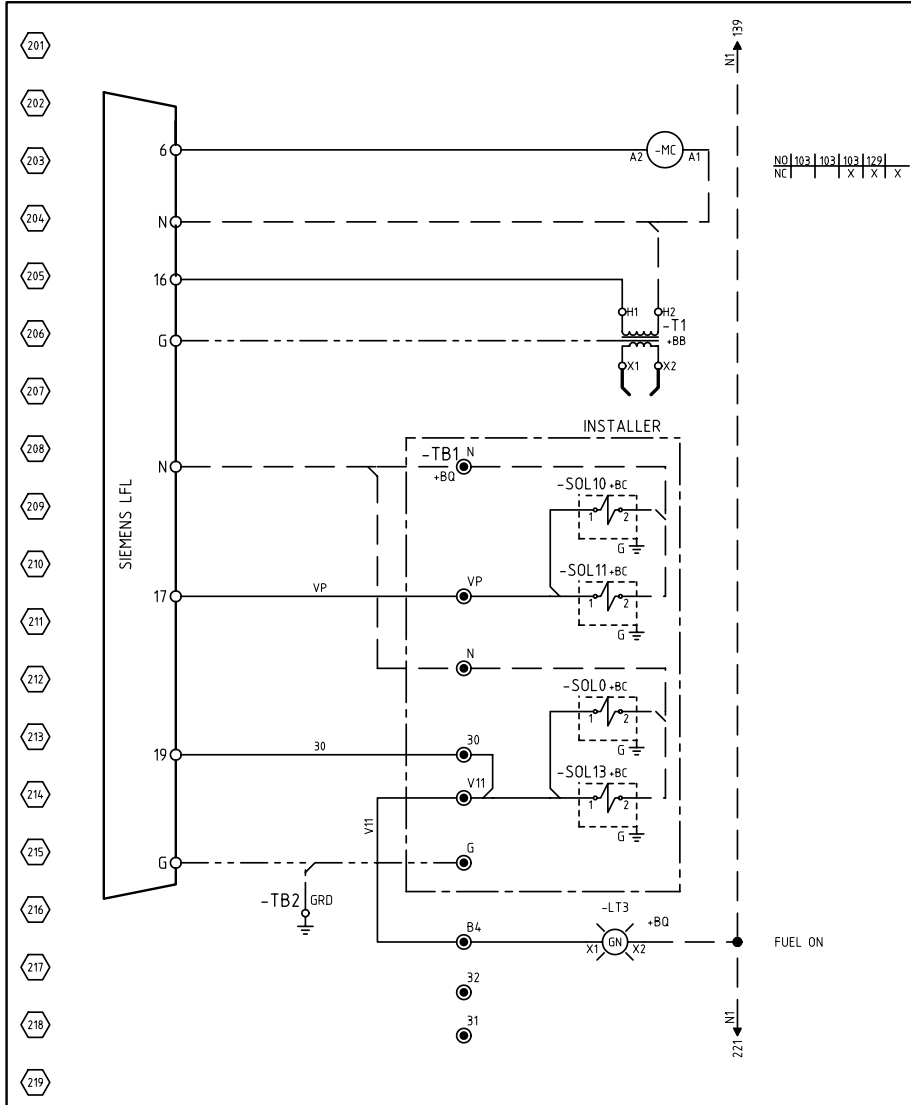 201
139
N1
202
6
A2
-MC
A1
203
NO 103 103 103 129
NC X X X
204
N
205
16
H1
H2
-T1
206
G
+BB
X1
X2
207
INSTALLER
208
-TB1 N
N
+BQ
-SOL10 +BC
209
1
2
SIEMENS LFL
G
210
-SOL11 +BC
VP
VP
17
1
2
211
G
N
212
-SOL0 +BC
213
1
2
30
30
19
G
-SOL13 +BC
214
V11
1
2
V11
G
215
G
G
216
-TB2 GRD
-LT3
+BQ
B4
GN
FUEL ON
X1
X2
217
32
218
31
N1
221
219